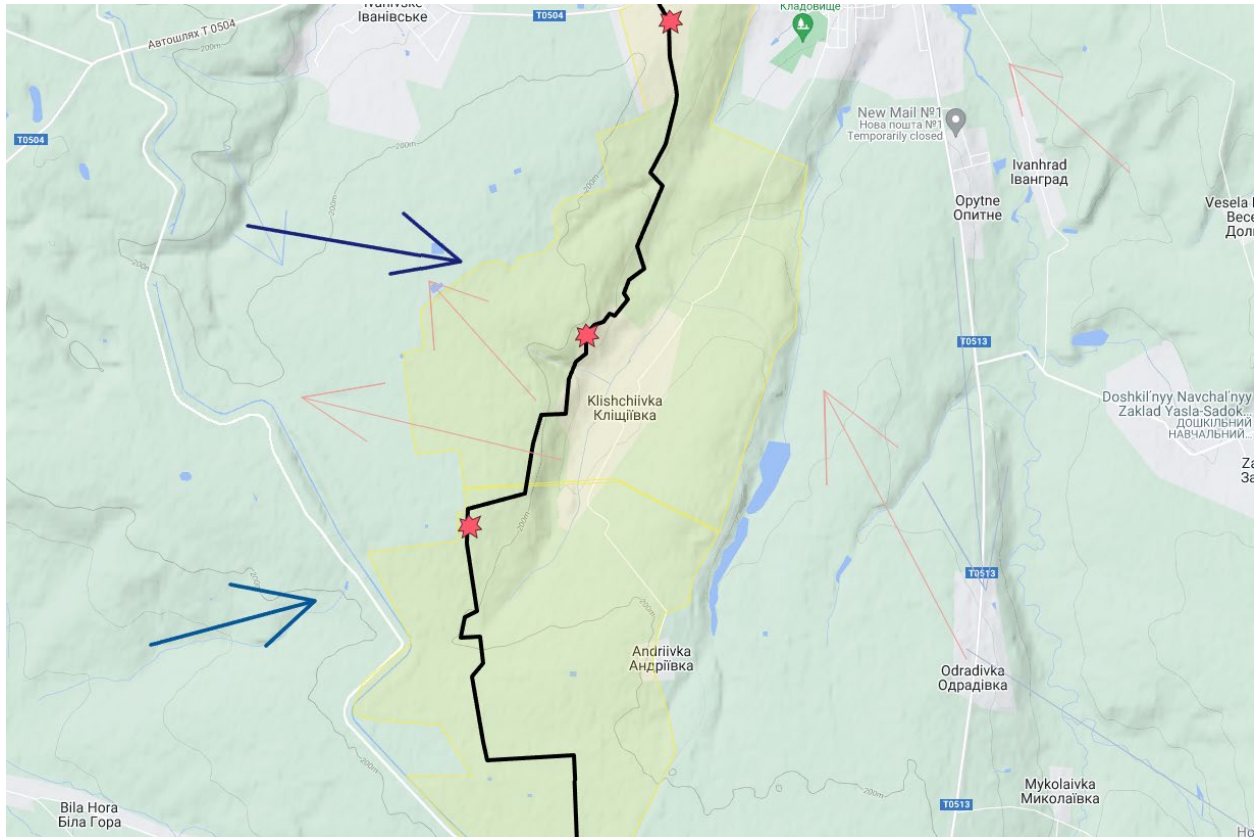 Іванівське
T0504
Автошлях Т 0504
200m
Кладовище
T0504
200m
New Mail №1
Нова пошта №1
Temporarily closed
Ivanhrad
Іванград
Opytne
Опитне
Vesela
Весе
Доли
200m
T0513
Klishchiivka
Кліщіївка
Doshkil'nyy Navchal'nyy
Zaklad Yasla-Sadok...
ДОШКІЛЬНИЙ
НАВЧАЛЬНИЙ...
200m
T0513
200m
Andriivka
Андріївка
Odradivka
Одрадівка
200m
200m
Mykolaivka
Миколаївка
T0513
Bila Hora
Біла Гора